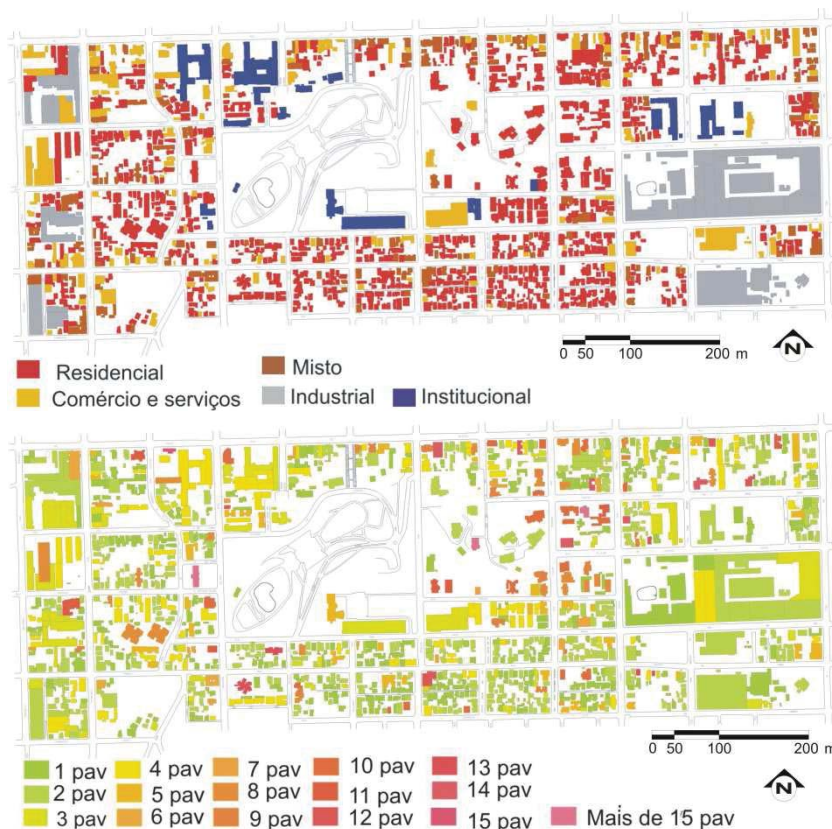 0 50 100 200 m
N
Residencial Misto
Comércio e serviços Industrial Institucional
0 50 100 200 m
N
1 pav 4 pav 7 pav 10 pav 13 pav
2 pav 5 pav 8 pav 11 pav 14 pav
3 pav 6 pav 9 pav 12 pav 15 pav Mais de 15 pav